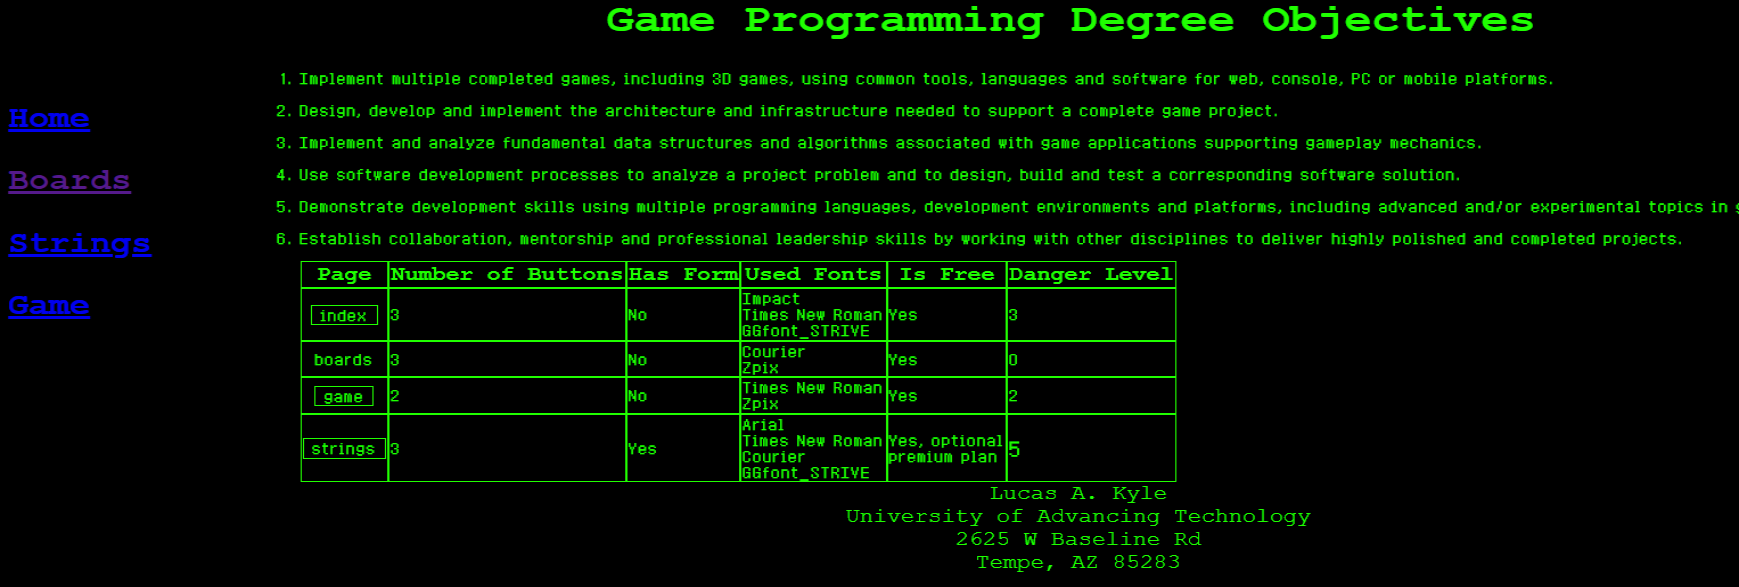 Game Programming Degree Objectives
Home
Boards
Strings
Game
1. Implement multiple completed games, including 3D games, using common tools, languages and software for web, console, PC or mobile platforms.
2. Design, develop and implement the architecture and infrastructure needed to support a complete game project.
3. Implement and analyze fundamental data structures and algorithms associated with game applications supporting gameplay mechanics.
4. Use software development processes to analyze a project problem and to design, build and test a corresponding software solution.
5. Demonstrate development skills using multiple programming languages, development environments and platforms, including advanced and/or experimental topics in
6. Establish collaboration, mentorship and professional leadership skills by working with other disciplines to deliver highly polished and completed projects.
Page Number of Buttons Has Form Used Fonts Is Free Danger Level
index 3 No Impact Yes 3
Times New Roman
GGfont_STRIVE
boards 3 No Courier Yes 0
Zpix
game 2 No Times New Roman Yes 2
Zpix
strings 3 Yes Arial Yes, optional 5
Times New Roman premium plan
Courier
GGfont_STRIVE
Lucas A. Kyle
University of Advancing Technology
2625 W Baseline Rd
Tempe, AZ 85283